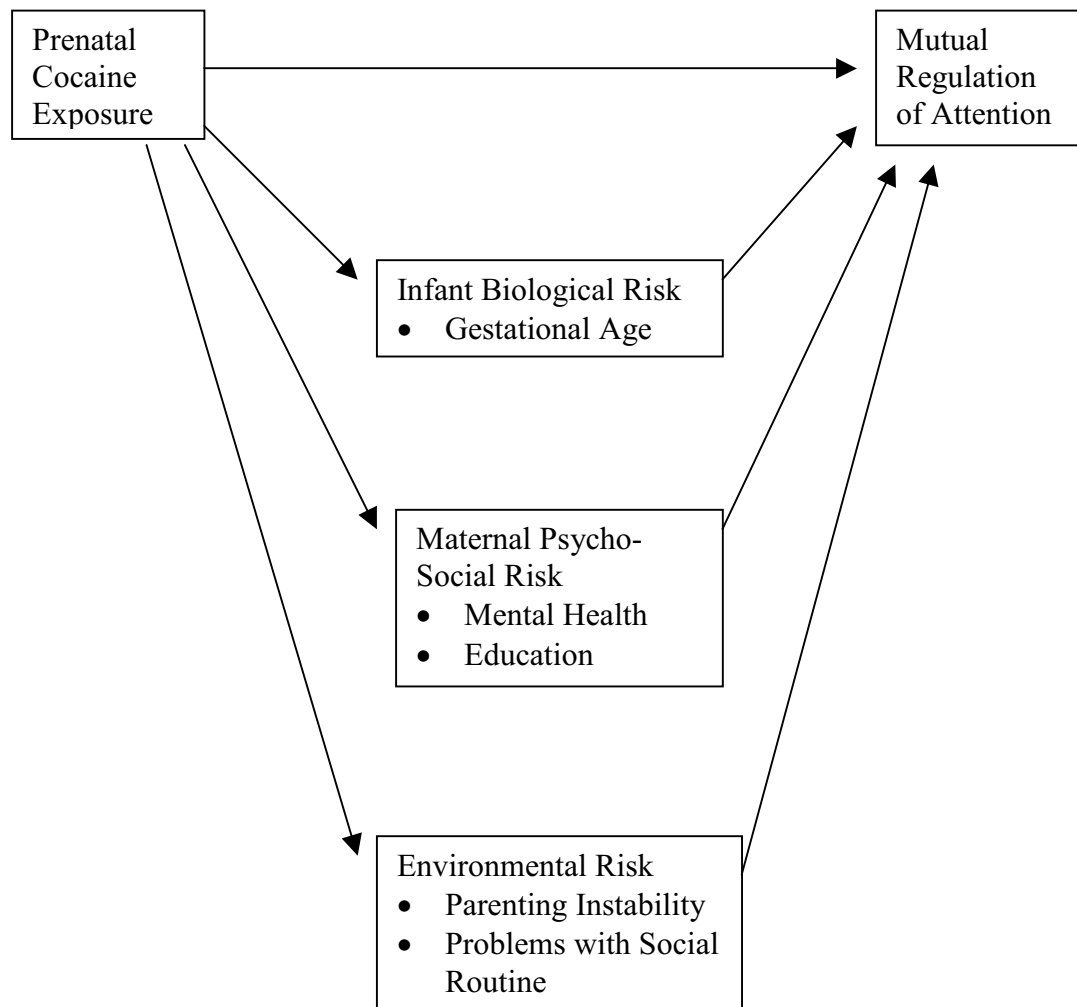 Prenatal
Cocaine
Exposure
Mutual
Regulation
of Attention
Infant Biological Risk
• Gestational Age
Maternal Psycho-
Social Risk
• Mental Health
• Education
Environmental Risk
• Parenting Instability
• Problems with Social
Routine